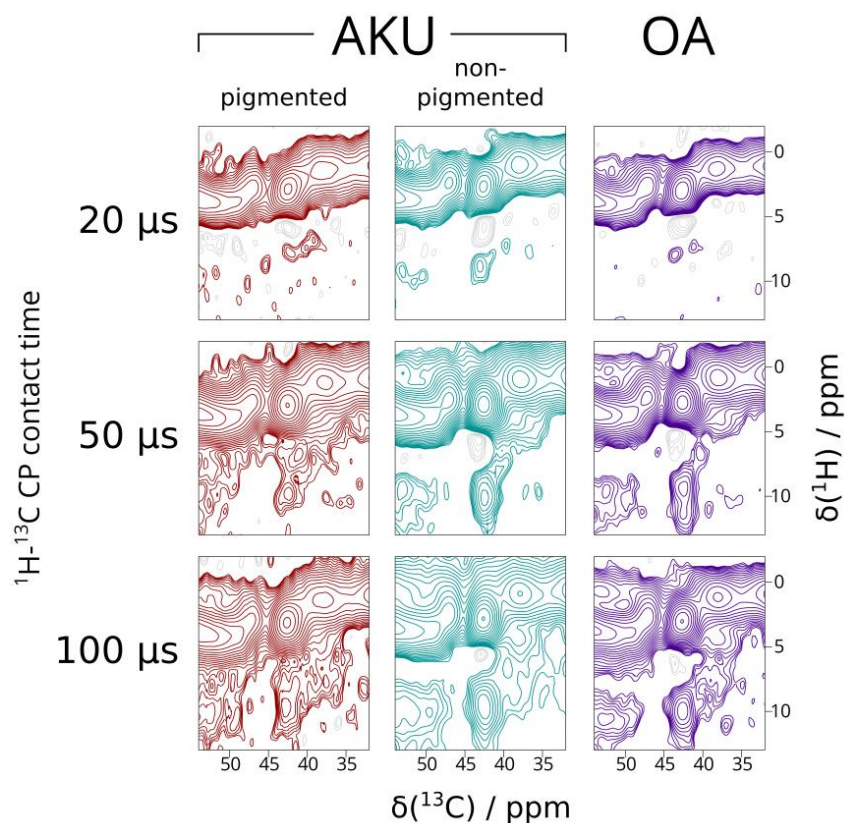 AKU
OA
pigmented
non-
pigmented
20 µs
0
5
10
50 µs
0
5
10
100 µs
0
5
10
50
45
40
35
50
45
40
35
50
45
40
35
¹H-¹³C CP contact time
δ(¹H) / ppm
δ(¹³C) / ppm